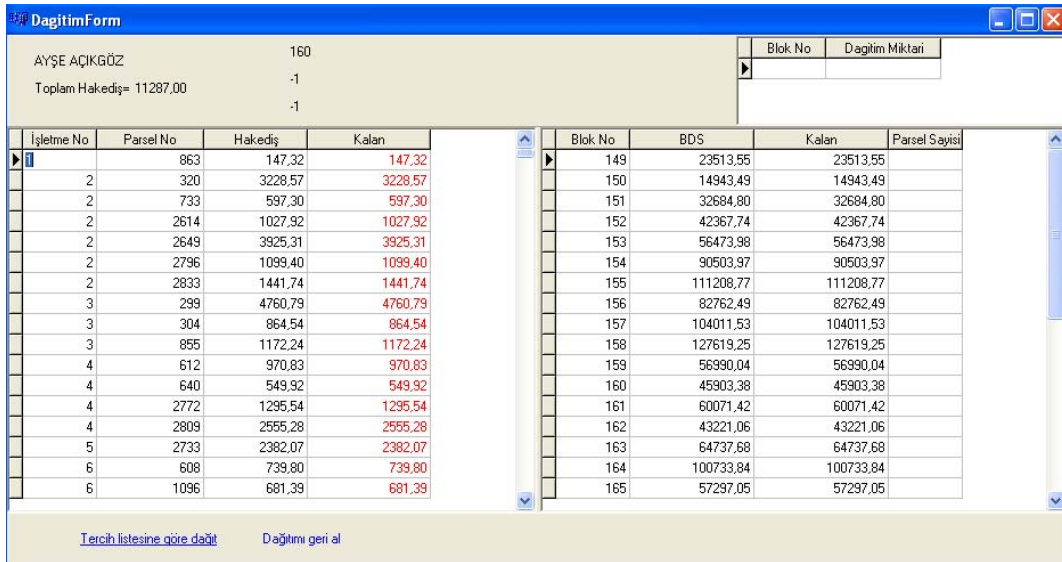 DagitimForm
AYŞE AÇIKGÖZ
160
Toplam Hakediş= 11287,00
-1
-1
Blok No Dagitim Miktari
İşletme No Parsel No Hakediş Kalan
1 863 147,32 147,32
2 320 3228,57 3228,57
2 733 597,30 597,30
2 2614 1027,92 1027,92
2 2649 3925,31 3925,31
2 2796 1099,40 1099,40
2 2833 1441,74 1441,74
3 299 4760,79 4760,79
3 304 864,54 864,54
3 855 1172,24 1172,24
4 612 970,83 970,83
4 640 549,92 549,92
4 2772 1295,54 1295,54
4 2809 2555,28 2555,28
5 2733 2382,07 2382,07
6 608 739,80 739,80
6 1096 681,39 681,39
Blok No BDS Kalan Parsel Sayisi
149 23513,55 23513,55
150 14943,49 14943,49
151 32684,80 32684,80
152 42367,74 42367,74
153 56473,98 56473,98
154 90503,97 90503,97
155 111208,77 111208,77
156 82762,49 82762,49
157 104011,53 104011,53
158 127619,25 127619,25
159 56990,04 56990,04
160 45903,38 45903,38
161 60071,42 60071,42
162 43221,06 43221,06
163 64737,68 64737,68
164 100733,84 100733,84
165 57297,05 57297,05
Tercih listesine göre dağıt Dağıtımı geri al